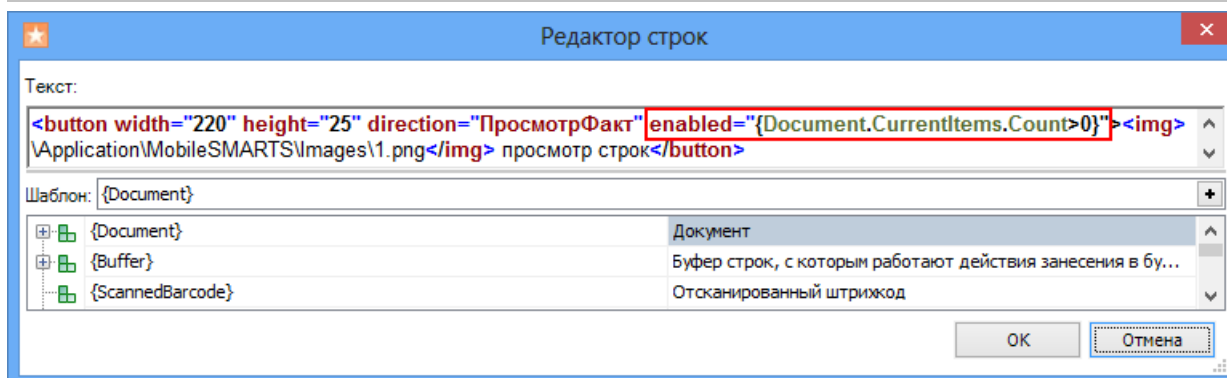 Редактор строк
Текст:
<button width="220" height="25" direction="ПросмотрФакт" enabled="{Document.CurrentItems.Count>0}"><img>
\Application\MobileSMARTS\Images\1.png</img> просмотр строк</button>
Шаблон: {Document}
{Document} Документ
{Buffer} Буфер строк, с которым работают действия занесения в бу...
{ScannedBarcode} Отсканированный штрихкод
ОК Отмена